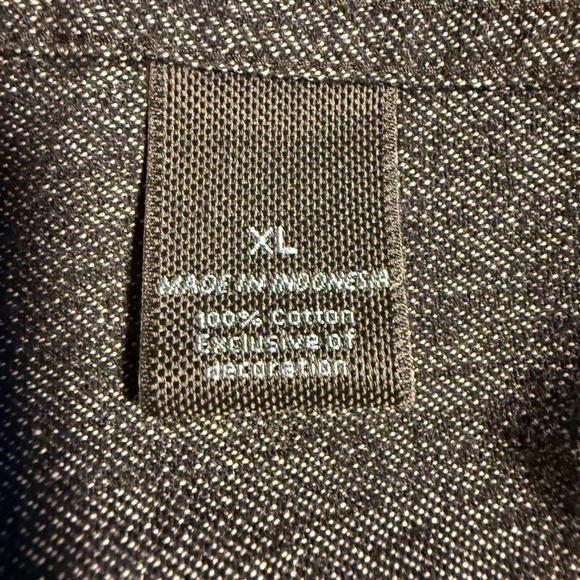 XL
MADE IN INDONESIA
100% Cotton
Exclusive of
decoration